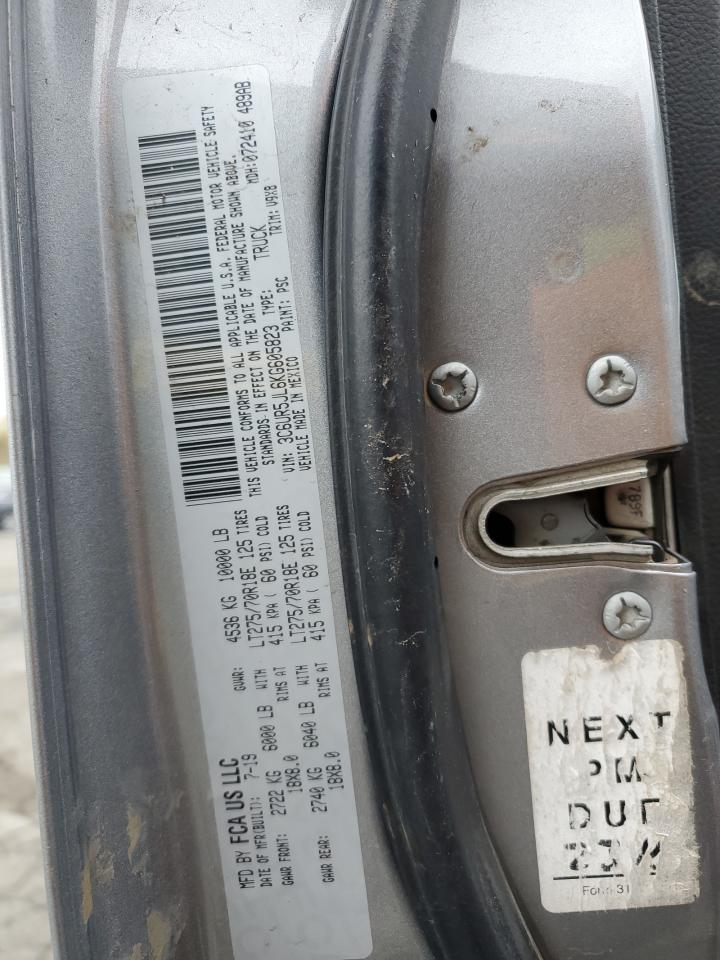 MFD BY FCA US LLC
DATE OF MFR(BUILT): 7-19 GVWR: 4536 KG 10000 LB
GAWR FRONT: 2722 KG 6000 LB WITH LT275/70R18E 125 TIRES
18X8.0 RIMS AT 415 KPA ( 60 PSI) COLD
GAWR REAR: 2740 KG 6040 LB WITH LT275/70R18E 125 TIRES
18X8.0 RIMS AT 415 KPA ( 60 PSI) COLD
THIS VEHICLE CONFORMS TO ALL APPLICABLE U.S.A. FEDERAL MOTOR VEHICLE SAFETY
STANDARDS IN EFFECT ON THE DATE OF MANUFACTURE SHOWN ABOVE.
VIN: 3C6UR5JL6KG605823 TYPE: TRUCK MDH:072410 489AB
VEHICLE MADE IN MEXICO PAINT: PSC TRIM: V9X8
789F
NEXT
PM
DUE